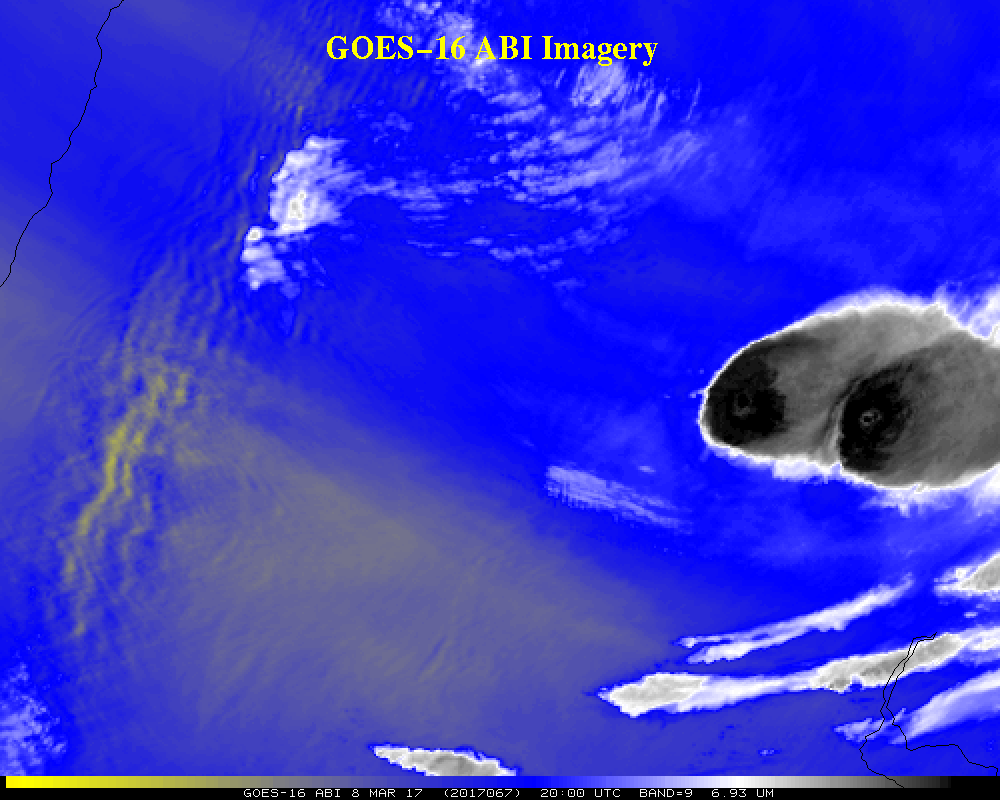 GOES-16 ABI Imagery
GOES-16 ABI 8 MAR 17 (2017067) 20:00 UTC BAND=9 6.93 UM